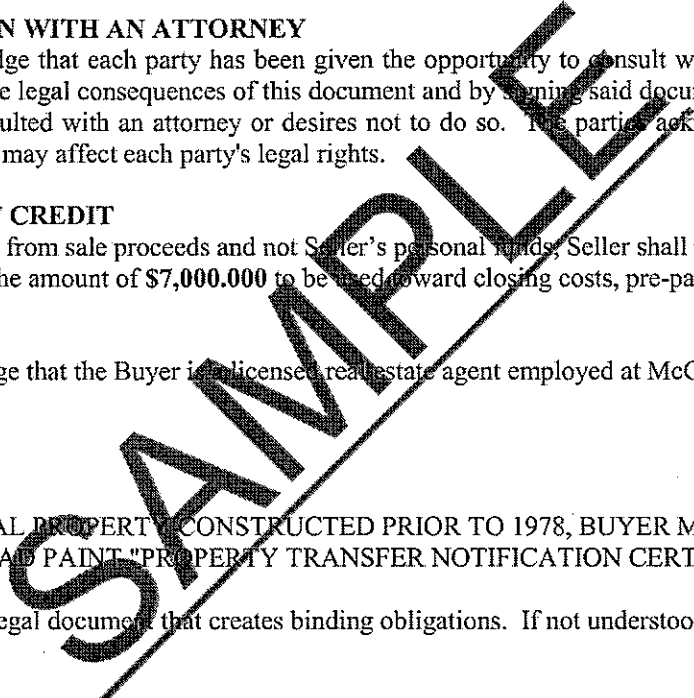 N WITH AN ATTORNEY
dge that each party has been given the opportunity to consult w
e legal consequences of this document and by signing said docu
ulted with an attorney or desires not to do so. The parties ack
may affect each party's legal rights.
CREDIT
from sale proceeds and not Seller's personal funds, Seller shall
he amount of $7,000.000 to be used toward closing costs, pre-pa
ge that the Buyer is a licensed real estate agent employed at McC
AL PROPERTY CONSTRUCTED PRIOR TO 1978, BUYER M
AD PAINT "PROPERTY TRANSFER NOTIFICATION CERT
egal document that creates binding obligations. If not understoo
SAMPLE